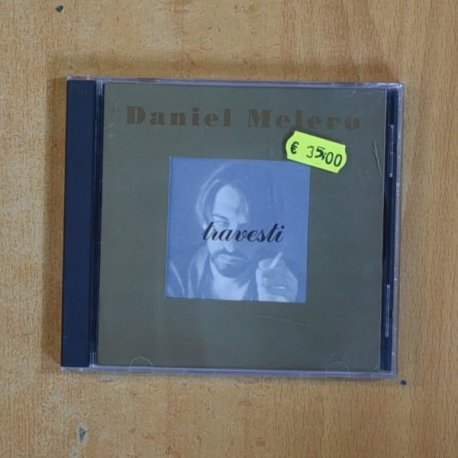 Daniel Melero
€ 35,00
travesti